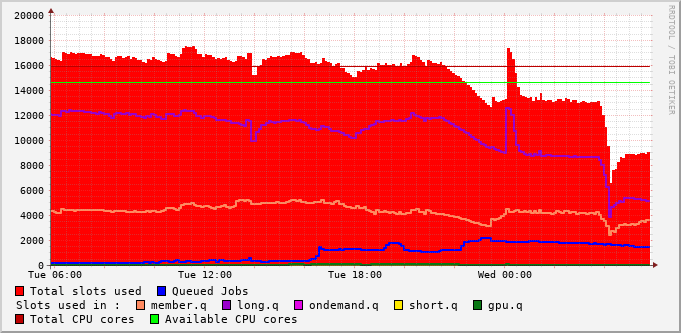 20000
18000
16000
14000
12000
10000
8000
6000
4000
2000
0
Tue 06:00 Tue 12:00 Tue 18:00 Wed 00:00
RRDTOOL / TOBI OETIKER
Total slots used Queued Jobs
Slots used in : member.q long.q ondemand.q short.q gpu.q
Total CPU cores Available CPU cores